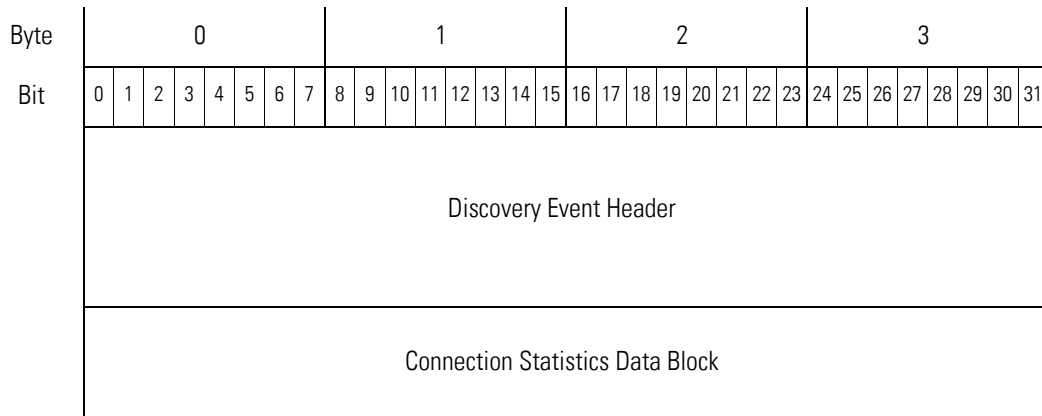 Byte 0 1 2 3
Bit 0 1 2 3 4 5 6 7 8 9 10 11 12 13 14 15 16 17 18 19 20 21 22 23 24 25 26 27 28 29 30 31
Discovery Event Header
Connection Statistics Data Block